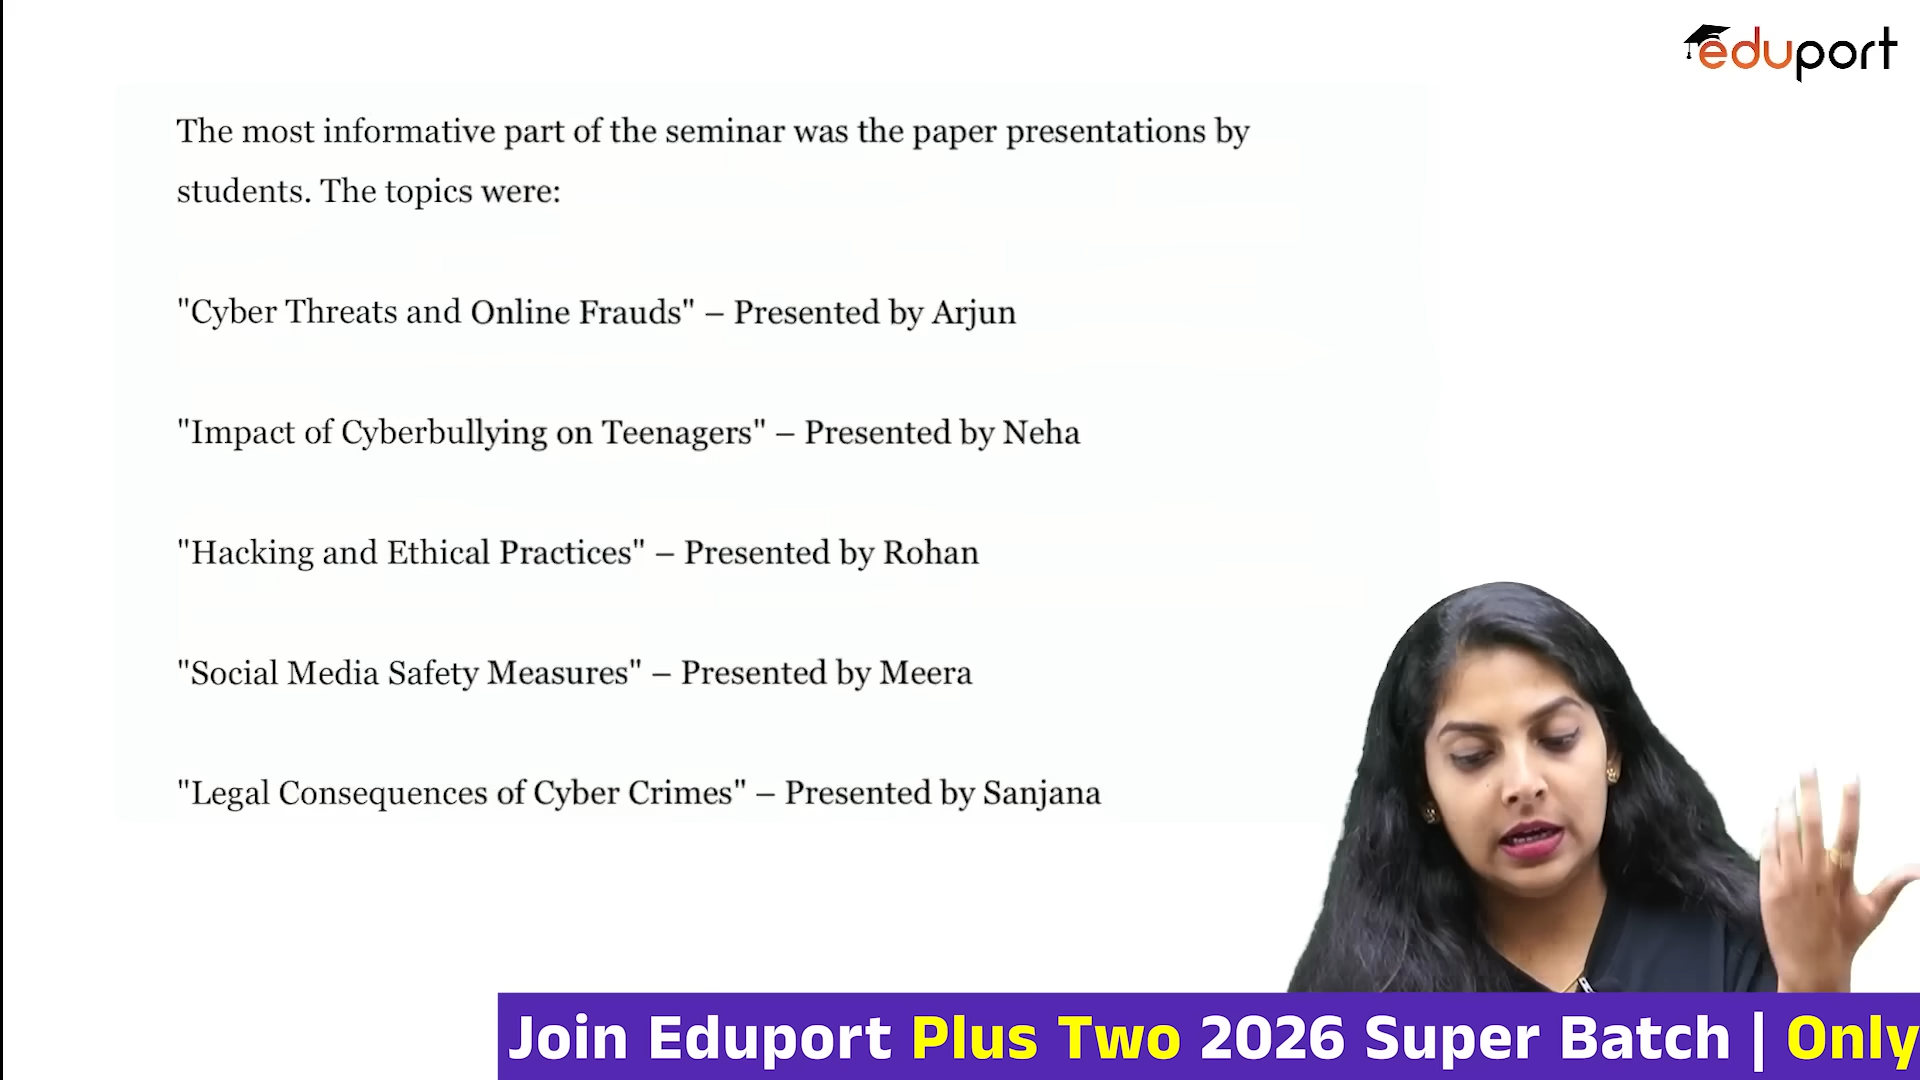 eduport
The most informative part of the seminar was the paper presentations by
students. The topics were:
"Cyber Threats and Online Frauds" – Presented by Arjun
"Impact of Cyberbullying on Teenagers" – Presented by Neha
"Hacking and Ethical Practices" – Presented by Rohan
"Social Media Safety Measures" – Presented by Meera
"Legal Consequences of Cyber Crimes" – Presented by Sanjana
Join Eduport Plus Two 2026 Super Batch | Only